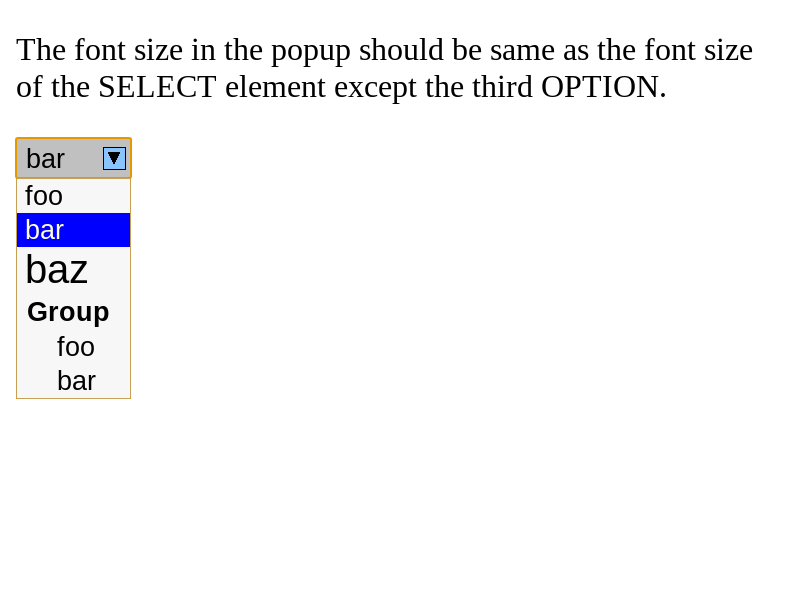 The font size in the popup should be same as the font size
of the SELECT element except the third OPTION.
bar
foo
bar
baz
Group
foo
bar